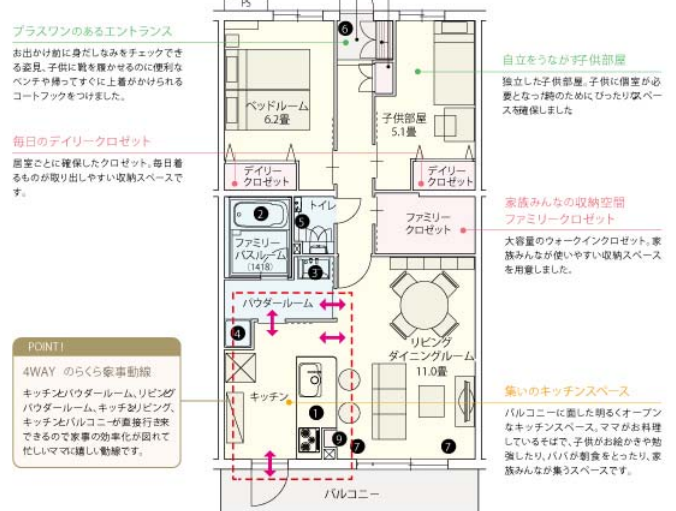 PS
プラスワンのあるエントランス
お出かけ前に身だしなみをチェックでき
る姿見、子供に靴を履かせるのに便利な
ベンチや帰ってすぐに上着がかけられる
コートフックをつけました。
毎日のデイリークロゼット
居室ごとに確保したクロゼット。毎日着
るものが取り出しやすい収納スペースで
す。
POINT!
4WAY のらくら家事動線
キッチンとパウダールーム、リビングと
パウダールーム、キッチンとリビング、
キッチンとバルコニーが直接行き来
できるので家事の効率化が図れて
忙しいママに嬉しい動線です。
6
ベッドルーム
6.2畳
子供部屋
5.1畳
デイリー
クロゼット
デイリー
クロゼット
2
5
トイレ
ファミリー
バスルーム
(1418)
3
ファミリー
クロゼット
パウダールーム
4
リビング
ダイニングルーム
11.0畳
キッチン
1
9
7
7
バルコニー
自立をうながす子供部屋
独立した子供部屋。子供に個室が必
要となった時のためにぴったりなスペー
スを確保しました
家族みんなの収納空間
ファミリークロゼット
大容量のウォークインクロゼット。家
族みんなが使いやすい収納スペース
を用意しました。
集いのキッチンスペース
バルコニーに面した明るくオープン
なキッチンスペース。ママがお料理
しているそばで、子供がお絵かきや勉
強したり、パパが朝食をとったり、家
族みんなが集うスペースです。